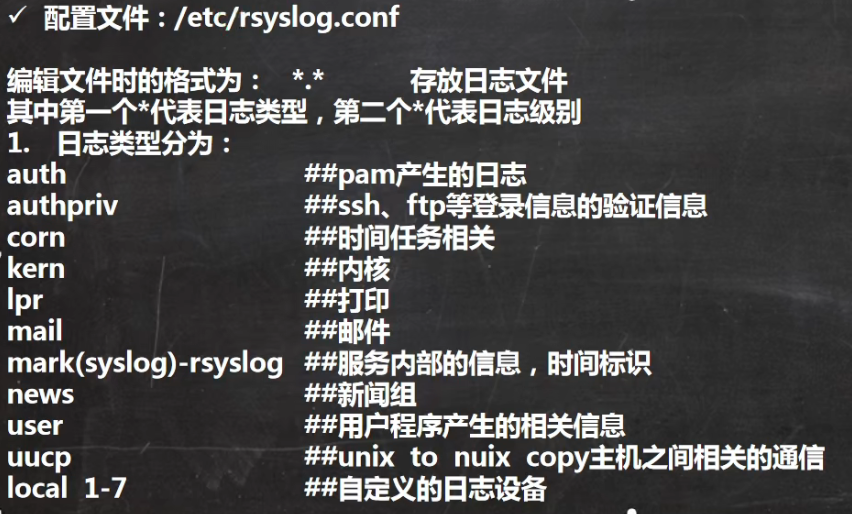 ✓ 配置文件：/etc/rsyslog.conf
编辑文件时的格式为： *.* 存放日志文件
其中第一个*代表日志类型，第二个*代表日志级别
1. 日志类型分为：
auth ##pam产生的日志
authpriv ##ssh、ftp等登录信息的验证信息
corn ##时间任务相关
kern ##内核
lpr ##打印
mail ##邮件
mark(syslog)-rsyslog ##服务内部的信息，时间标识
news ##新闻组
user ##用户程序产生的相关信息
uucp ##unix to nuix copy主机之间相关的通信
local 1-7 ##自定义的日志设备